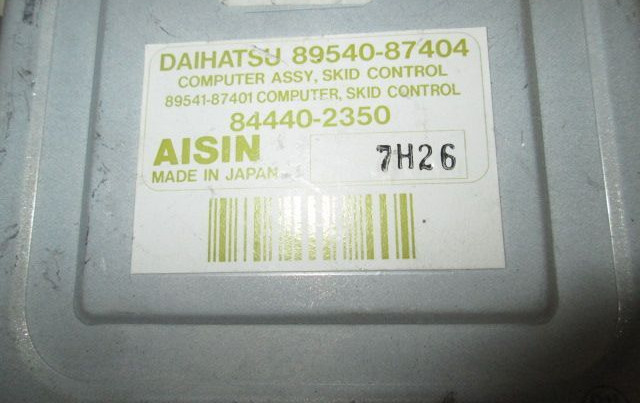 DAIHATSU 89540-87404
COMPUTER ASSY, SKID CONTROL
89541-87401 COMPUTER, SKID CONTROL
84440-2350
AISIN 7H26
MADE IN JAPAN